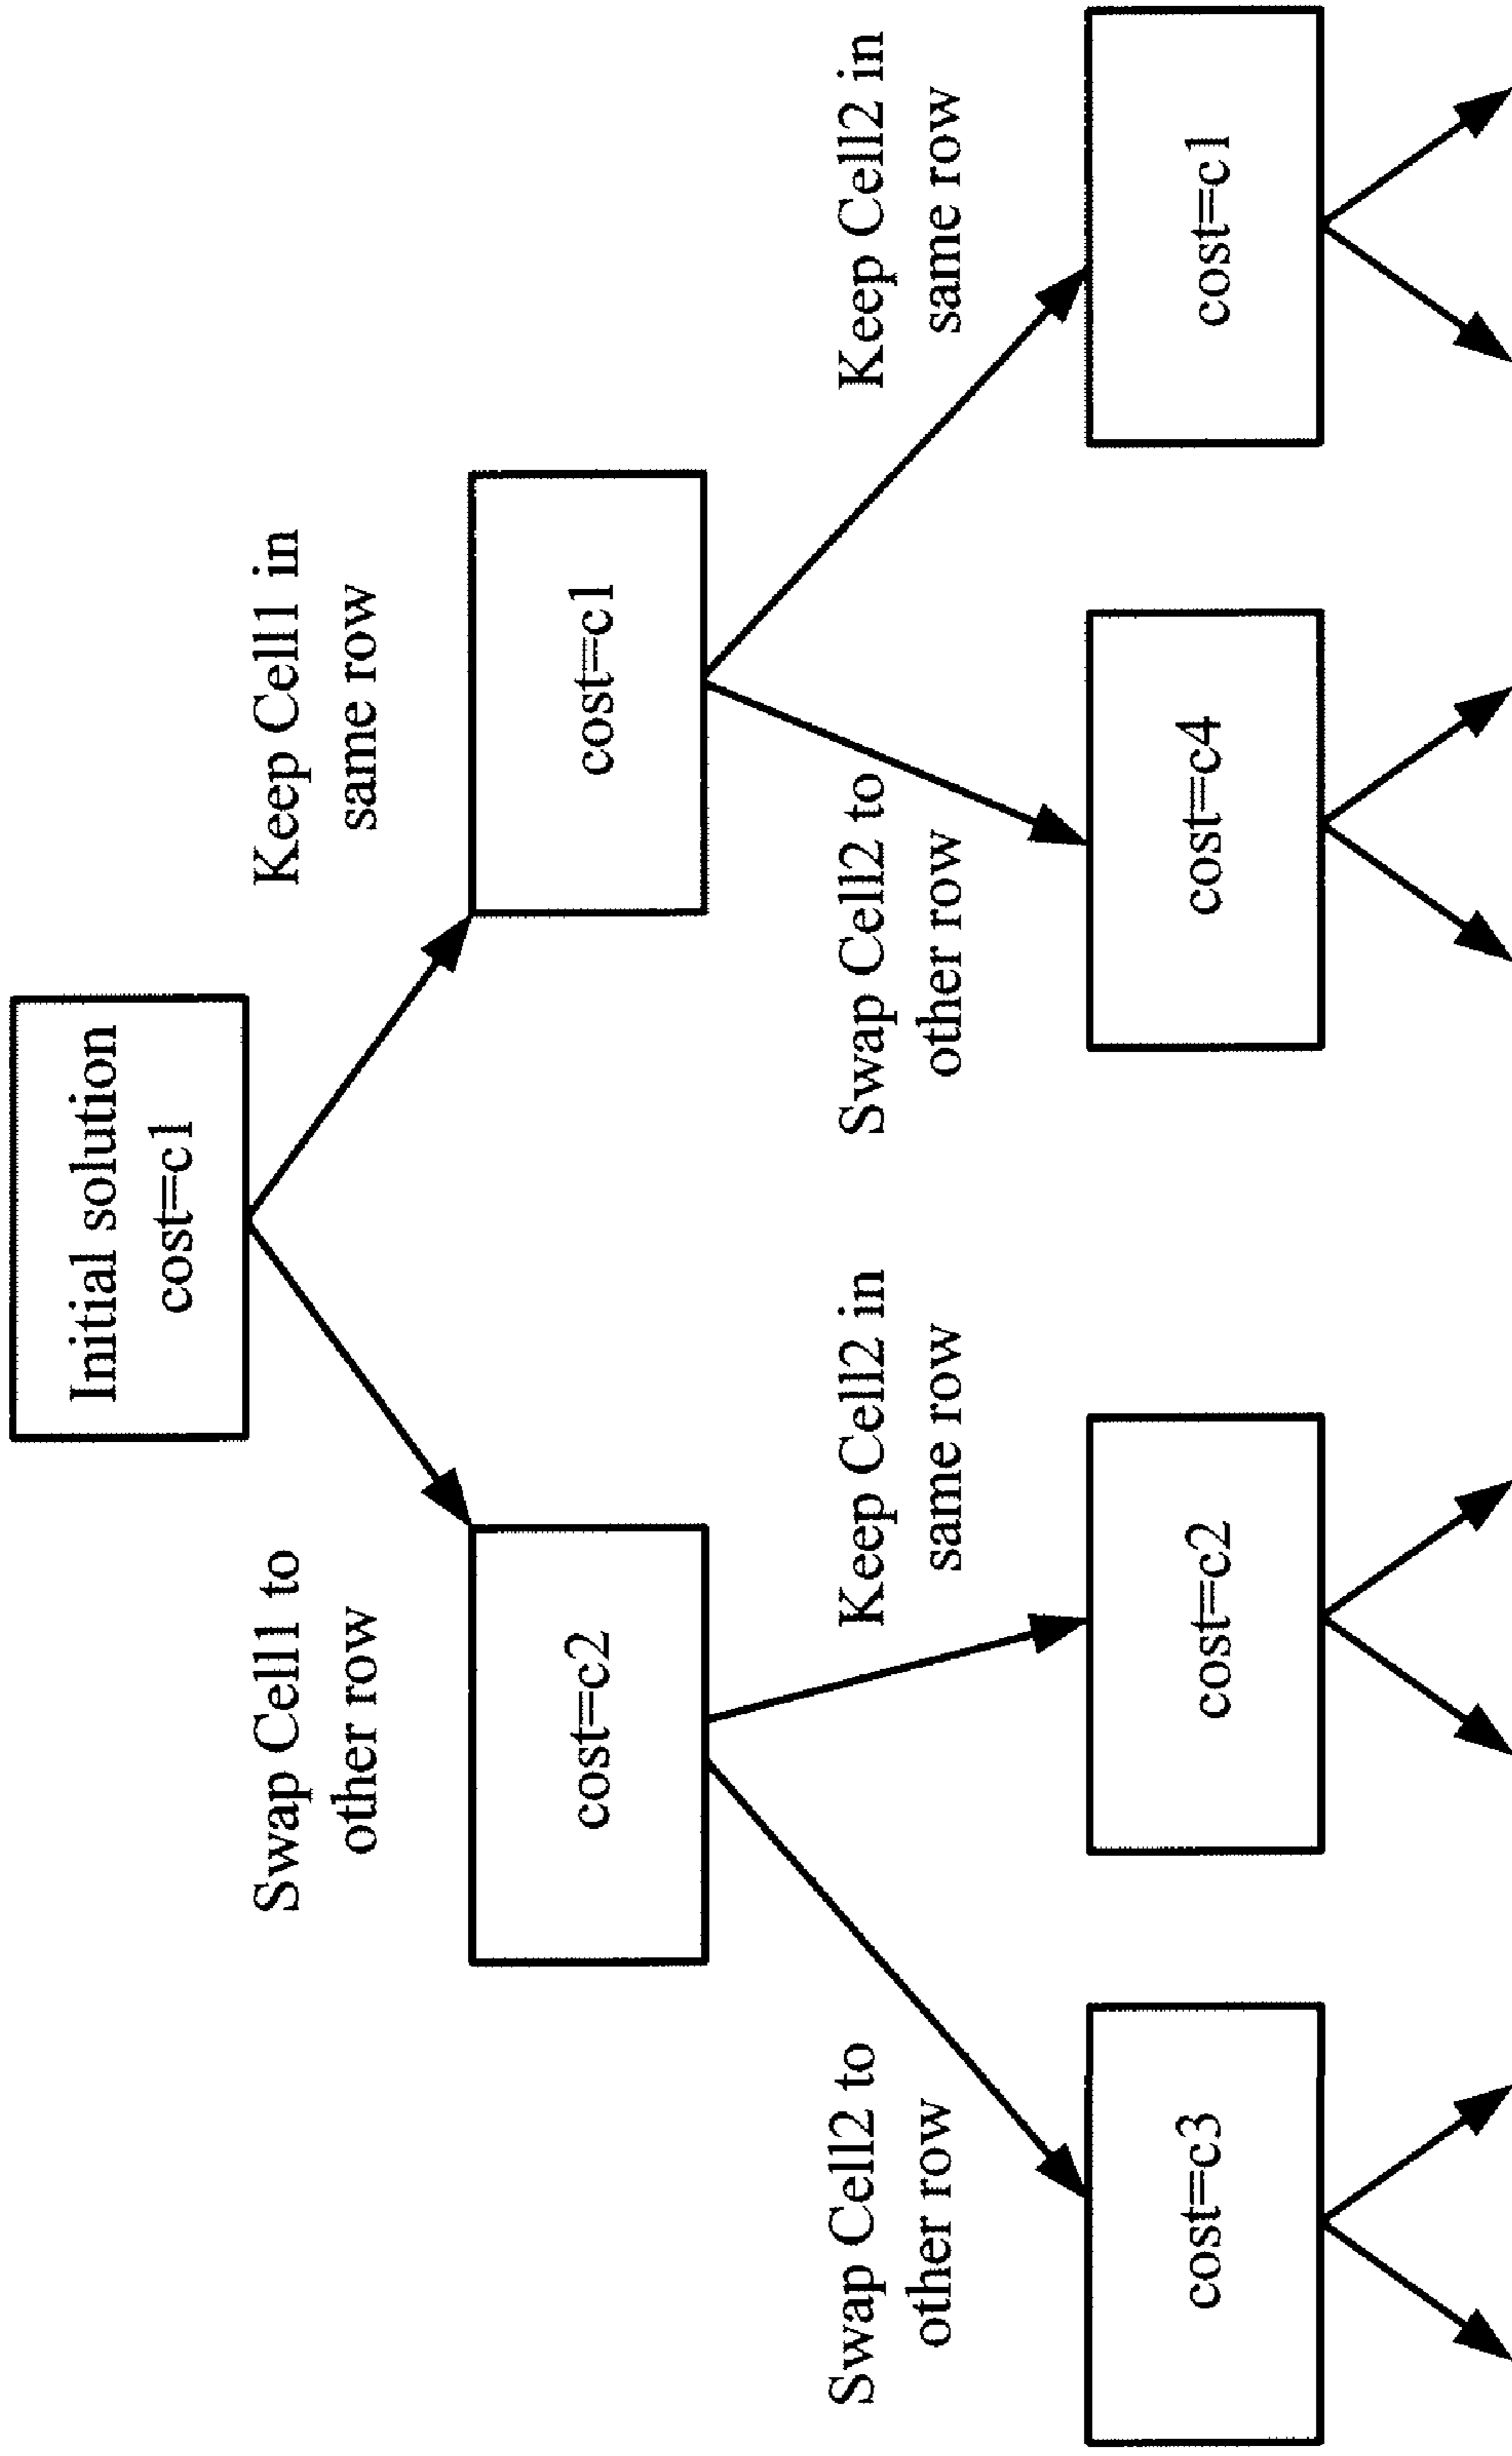 Initial solution
cost=c1
Swap Cell1 to
other row
Keep Cell1 in
same row
cost=c2
cost=c1
Swap Cell2 to
other row
Keep Cell2 in
same row
Swap Cell2 to
other row
Keep Cell2 in
same row
cost=c3
cost=c2
cost=c4
cost=c1